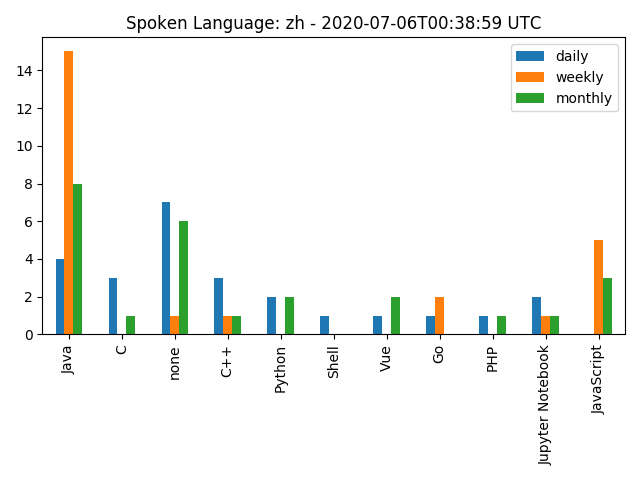 Spoken Language: zh - 2020-07-06T00:38:59 UTC
daily
weekly
monthly
14
12
10
8
6
4
2
0
Java
C
none
C++
Python
Shell
Vue
Go
PHP
Jupyter Notebook
JavaScript